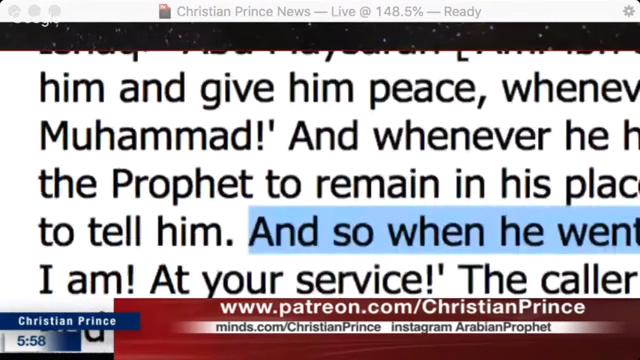 Christian Prince News — Live @ 148.5% — Ready
him and give him peace, whenev
Muhammad!' And whenever he h
the Prophet to remain in his plac
to tell him. And so when he went
I am! At your service!' The caller
www.patreon.com/ChristianPrince
minds.com/ChristianPrince instagram ArabianProphet
Christian Prince
5:58